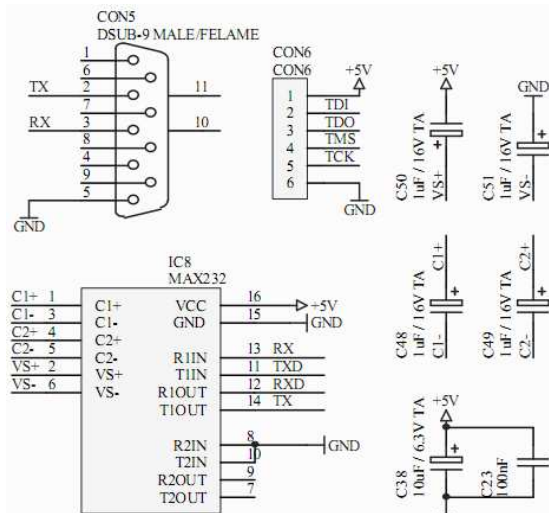 CON5
DSUB-9 MALE/FELAME
1
6
TX 2 11
7
RX 3 10
8
4
9
5
GND
CON6
CON6
+5V
1
2 TDI
3 TDO
4 TMS
5 TCK
6
GND
+5V
C50
1uF / 16V TA
VS+
+
GND
C51
1uF / 16V TA
VS-
+
C48
1uF / 16V TA
C1+
C1-
+
C49
1uF / 16V TA
C2+
C2-
+
IC8
MAX232
C1+ 1 C1+ VCC 16 +5V
C1- 3 C1- GND 15 GND
C2+ 4 C2+
C2- 5 C2- R1IN 13 RX
VS+ 2 VS+ T1IN 11 TXD
VS- 6 VS- R1OUT 12 RXD
T1OUT 14 TX
R2IN 8 GND
T2IN 10
R2OUT 9
T2OUT 7
+5V
C38
10uF / 6.3V TA
+
C23
100nF